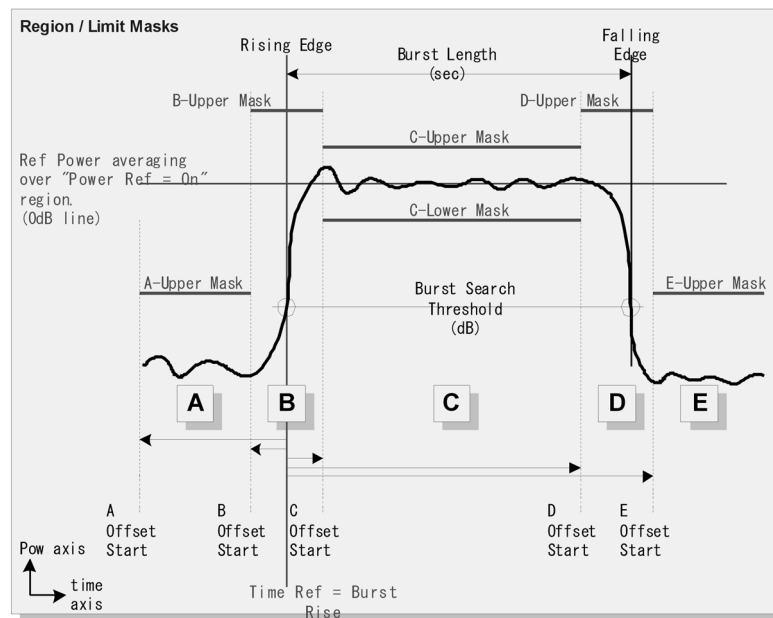 Region / Limit Masks
Rising Edge
Falling
Edge
Burst Length
(sec)
B-Upper Mask
D-Upper Mask
C-Upper Mask
Ref Power averaging
over "Power Ref = On"
region.
(0dB line)
C-Lower Mask
A-Upper Mask
E-Upper Mask
Burst Search
Threshold
(dB)
A
B
C
D
E
A
Offset
Start
B
Offset
Start
C
Offset
Start
D
Offset
Start
E
Offset
Start
Pow axis
time
axis
Time Ref = Burst
Rise